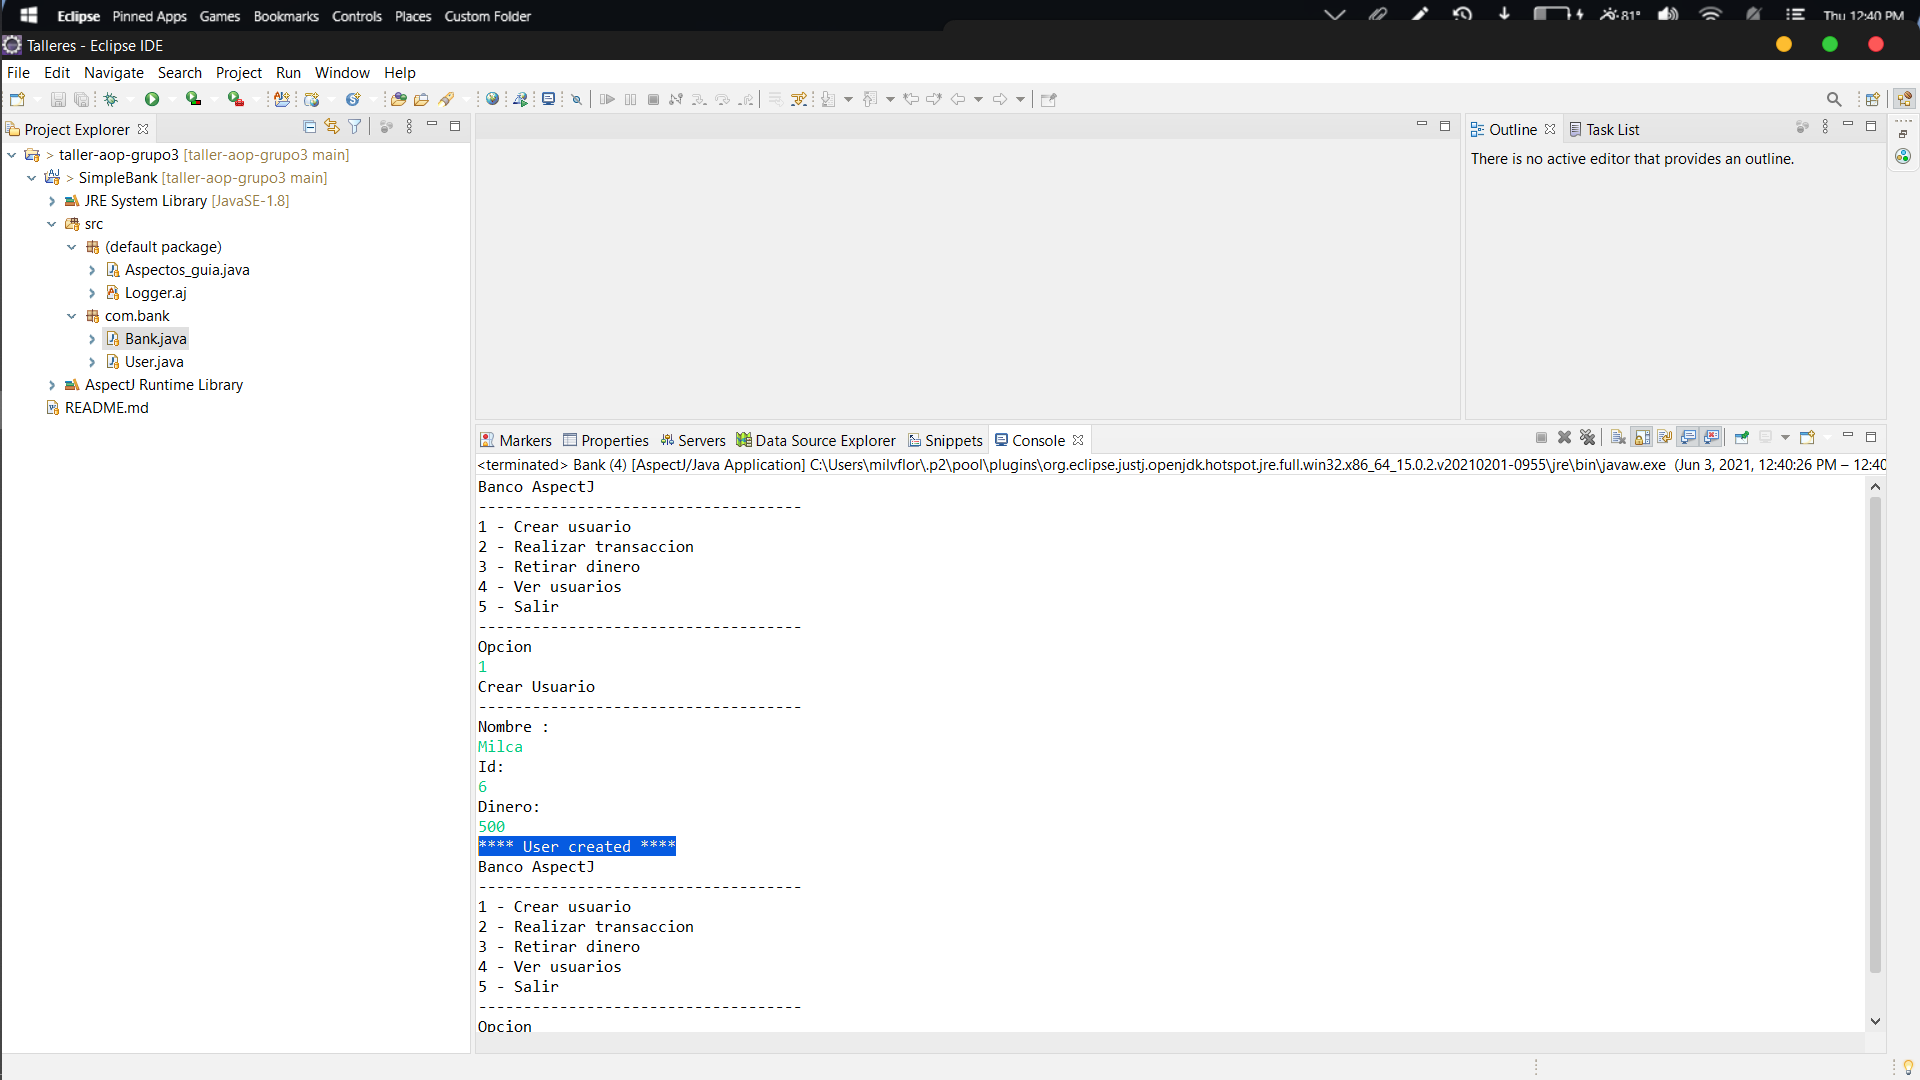 Eclipse Pinned Apps Games Bookmarks Controls Places Custom Folder 81° Thu 12:40 PM
Talleres - Eclipse IDE
File Edit Navigate Search Project Run Window Help
Project Explorer
> taller-aop-grupo3 [taller-aop-grupo3 main]
> SimpleBank [taller-aop-grupo3 main]
JRE System Library [JavaSE-1.8]
src
(default package)
Aspectos_guia.java
Logger.aj
com.bank
Bank.java
User.java
AspectJ Runtime Library
README.md
Outline Task List
There is no active editor that provides an outline.
Markers Properties Servers Data Source Explorer Snippets Console
<terminated> Bank (4) [AspectJ/Java Application] C:\Users\milvflor\.p2\pool\plugins\org.eclipse.justj.openjdk.hotspot.jre.full.win32.x86_64_15.0.2.v20210201-0955\jre\bin\javaw.exe (Jun 3, 2021, 12:40:26 PM – 12:40
Banco AspectJ
------------------------------------
1 - Crear usuario
2 - Realizar transaccion
3 - Retirar dinero
4 - Ver usuarios
5 - Salir
------------------------------------
Opcion
1
Crear Usuario
------------------------------------
Nombre :
Milca
Id:
6
Dinero:
500
**** User created ****
Banco AspectJ
------------------------------------
1 - Crear usuario
2 - Realizar transaccion
3 - Retirar dinero
4 - Ver usuarios
5 - Salir
------------------------------------
Opcion